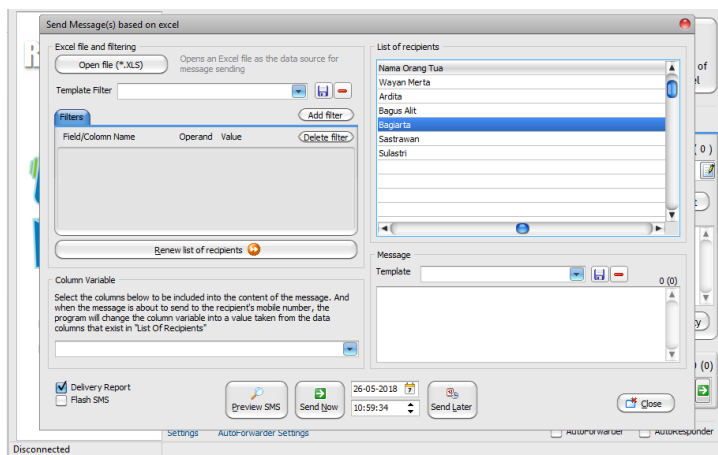 Send Message(s) based on excel
Excel file and filtering
Open file (*.XLS)
Opens an Excel file as the data source for
message sending
Template Filter
Filters
Add filter
Field/Colomn Name Operand Value
Delete filter
Renew list of recipients
Column Variable
Select the columns below to be included into the content of the message. And
when the message is about to send to the recipient's mobile number, the
program will change the column variable into a value taken from the data
columns that exist in "List Of Recipients"
List of recipients
Nama Orang Tua
Wayan Merta
Ardita
Bagus Alit
Bagiarta
Sastrawan
Sulastri
Message
Template
0 (0)
Delivery Report
Flash SMS
Preview SMS
Send Now
26-05-2018
10:59:34
Send Later
Close
of
( 0 )
(0)
Settings AutoForwarder Settings
AutoForwarder AutoResponder
Disconnected